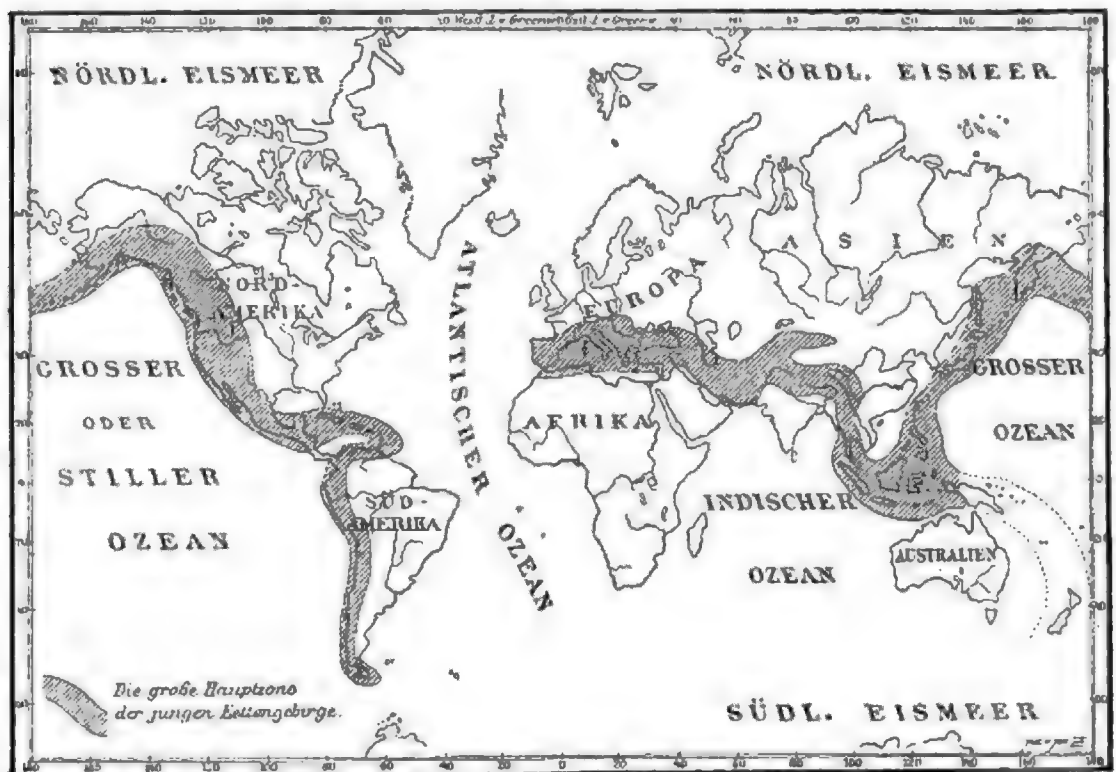 NÖRDL. EISMEER
NÖRDL. EISMEER
NORD-
AMERIKA
EUROPA
ASIEN
ATLANTISCHER
OZEAN
GROSSER
ODER
STILLER
OZEAN
AFRIKA
GROSSER
OZEAN
SÜD-
AMERIKA
INDISCHER
OZEAN
AUSTRALIEN
Die große Hauptzone
der jungen Kettengebirge.
SÜDL. EISMEER